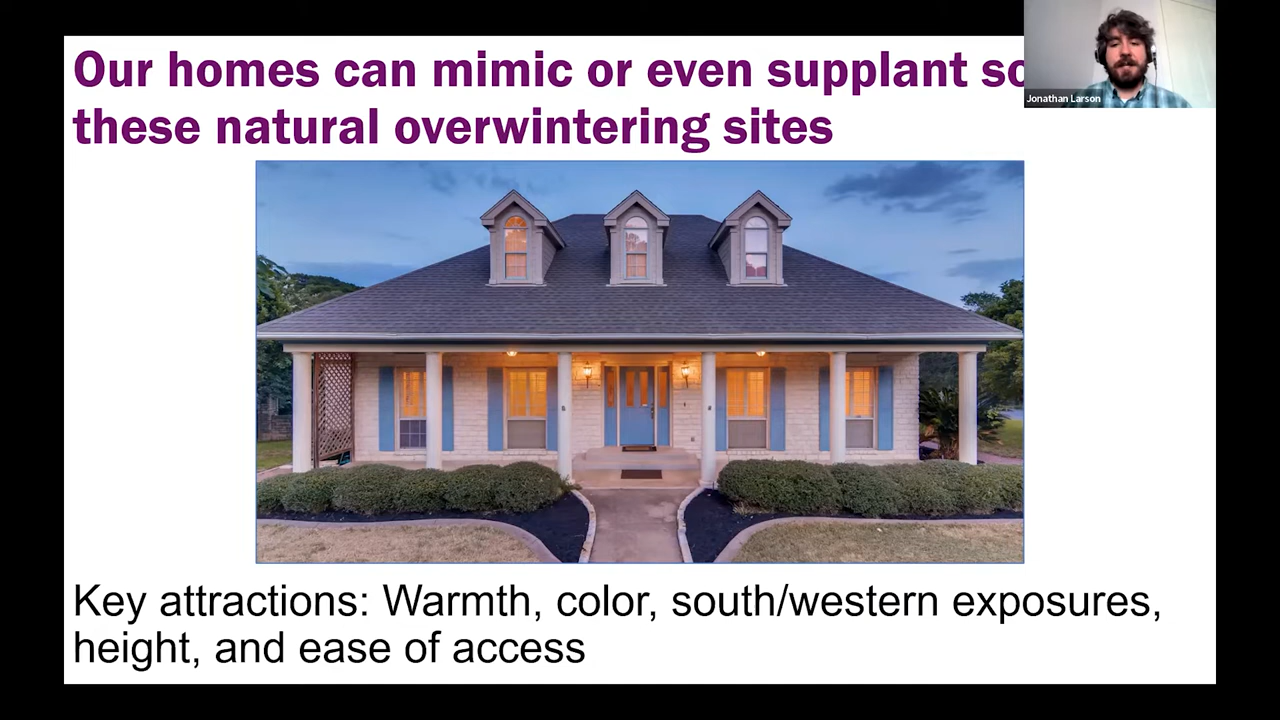 Our homes can mimic or even supplant
these natural overwintering sites
Jonathan Larson
Key attractions: Warmth, color, south/western exposures,
height, and ease of access